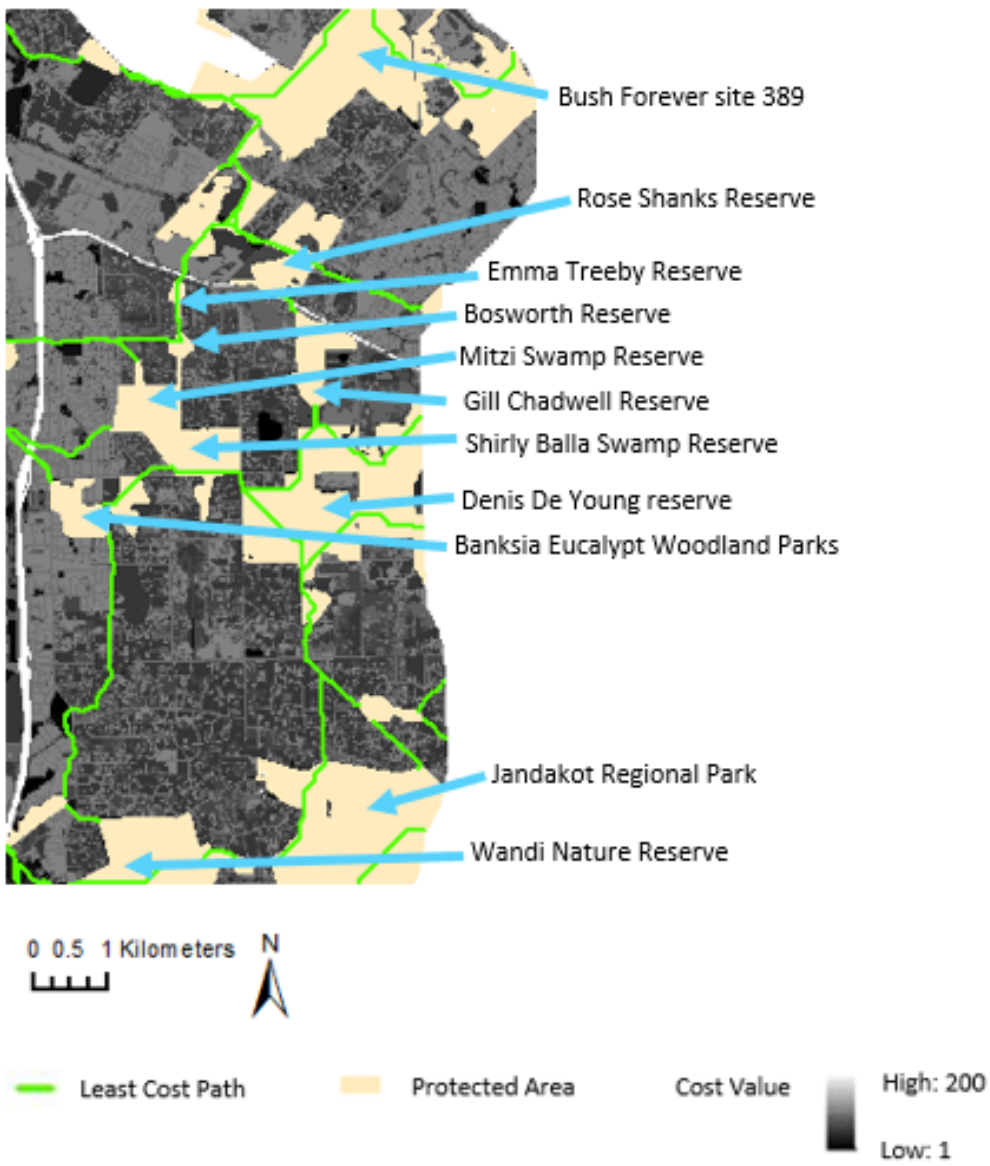 Bush Forever site 389
Rose Shanks Reserve
Emma Treeby Reserve
Bosworth Reserve
Mitzi Swamp Reserve
Gill Chadwell Reserve
Shirly Balla Swamp Reserve
Denis De Young reserve
Banksia Eucalypt Woodland Parks
Jandakot Regional Park
Wandi Nature Reserve
0 0.5 1 Kilometers N
Least Cost Path Protected Area Cost Value High: 200
Low: 1